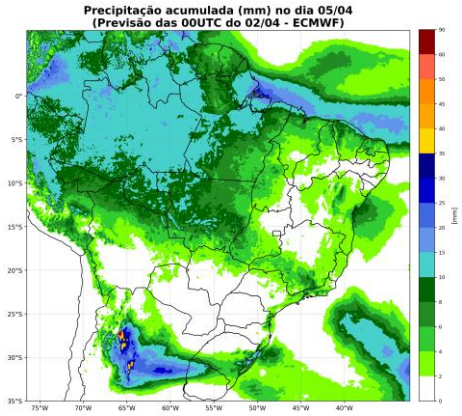 Precipitação acumulada (mm) no dia 05/04
(Previsão das 00UTC do 02/04 - ECMWF)
90
60
50
45
40
35
30
25
20
15
10
8
6
4
2
0
[mm]
0°
5°S
10°S
15°S
20°S
25°S
30°S
35°S
75°W
70°W
65°W
60°W
55°W
50°W
45°W
40°W